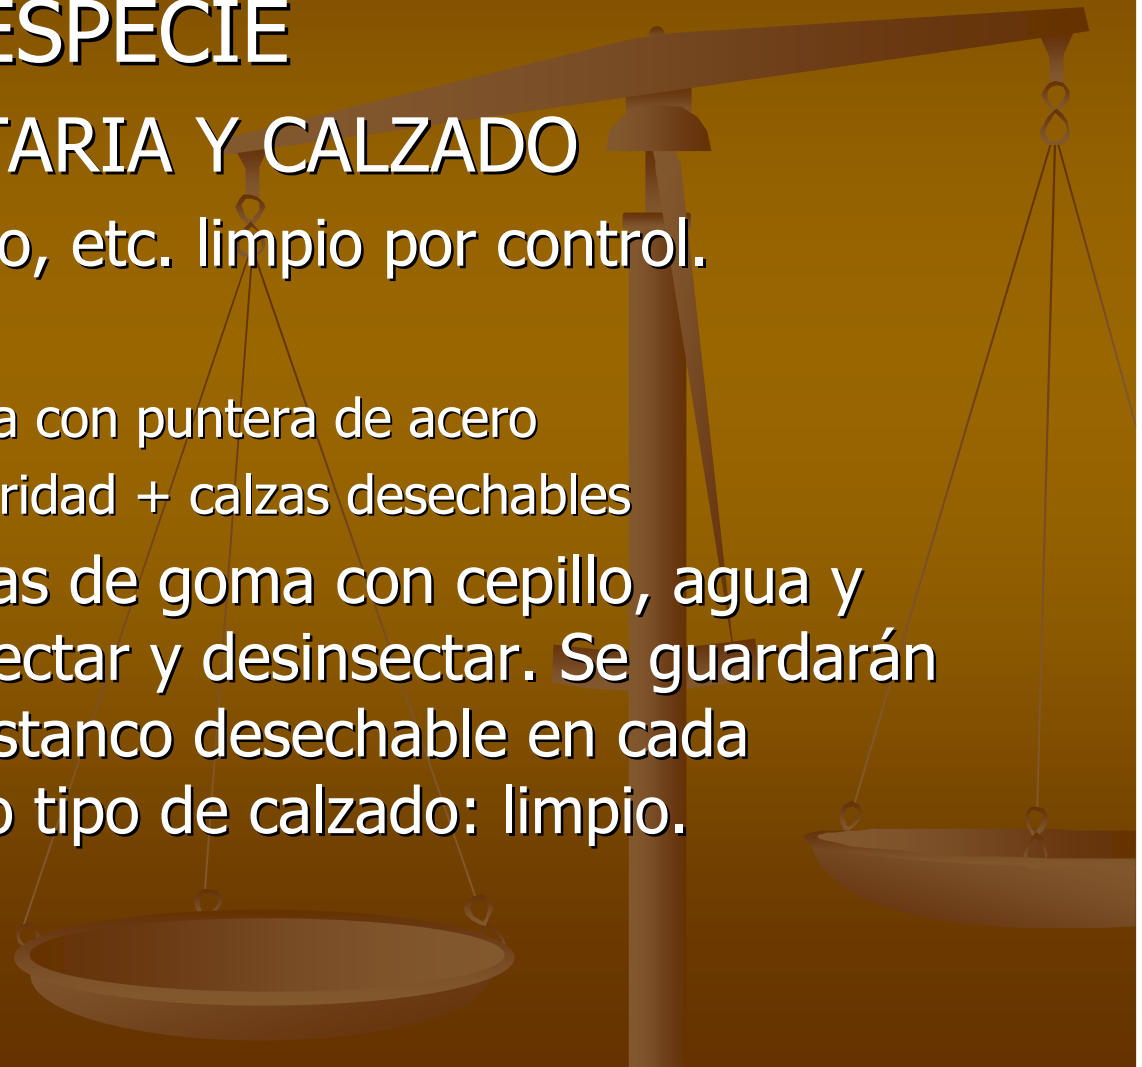 ESPECIE
TARIA Y CALZADO
o, etc. limpio por control.
a con puntera de acero
ridad + calzas desechables
as de goma con cepillo, agua y
ectar y desinsectar. Se guardarán
stanco desechable en cada
o tipo de calzado: limpio.